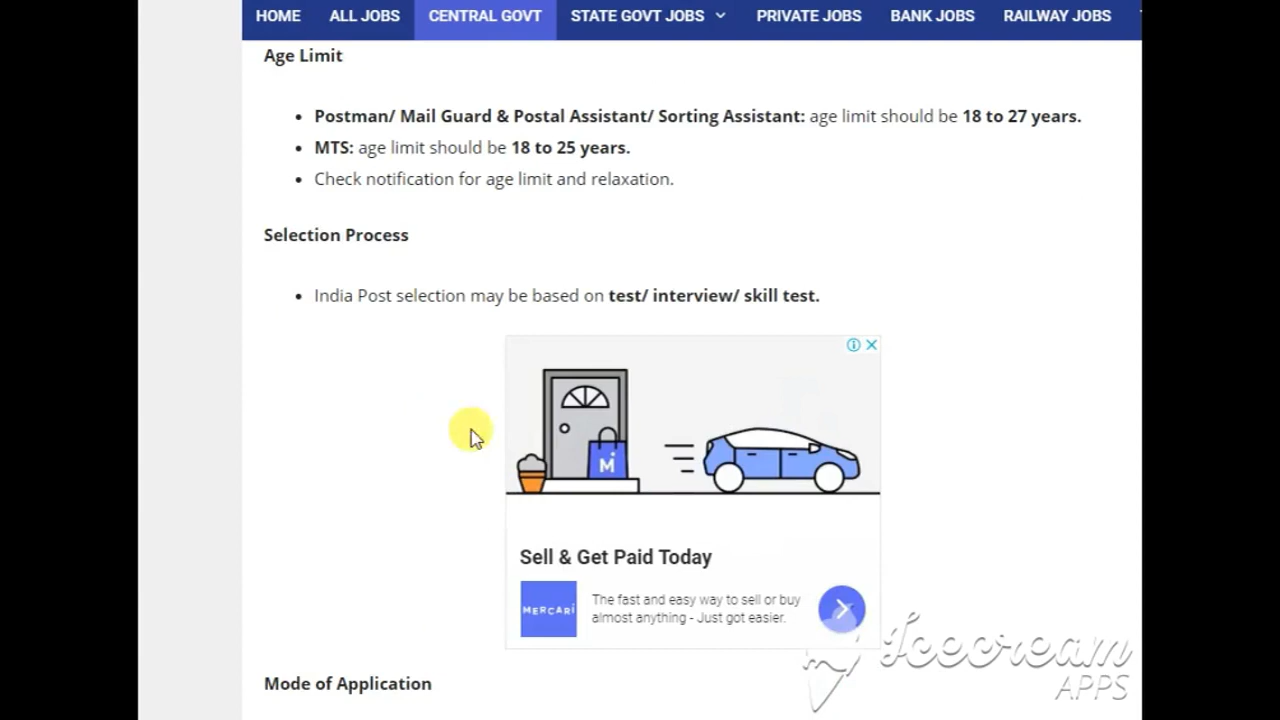 HOME ALL JOBS CENTRAL GOVT STATE GOVT JOBS PRIVATE JOBS BANK JOBS RAILWAY JOBS
Age Limit
• Postman/ Mail Guard & Postal Assistant/ Sorting Assistant: age limit should be 18 to 27 years.
• MTS: age limit should be 18 to 25 years.
• Check notification for age limit and relaxation.
Selection Process
• India Post selection may be based on test/ interview/ skill test.
M
Sell & Get Paid Today
MERCARI
The fast and easy way to sell or buy
almost anything - Just got easier.
Icecream
APPS
Mode of Application